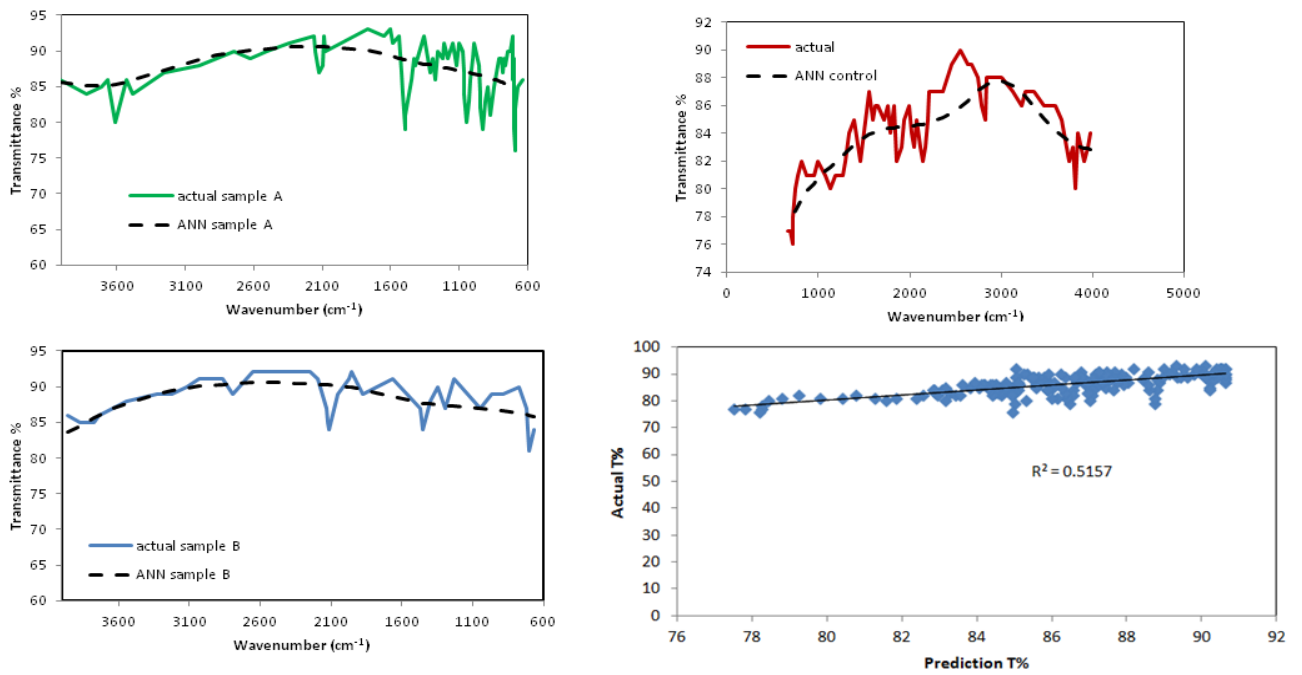 95
90
85
80
75
70
65
60
Transmittance %
actual sample A
ANN sample A
3600 3100 2600 2100 1600 1100 600
Wavenumber (cm⁻¹)
92
90
88
86
84
82
80
78
76
74
Transmittance %
actual
ANN control
0 1000 2000 3000 4000 5000
Wavenumber (cm⁻¹)
95
90
85
80
75
70
65
60
Transmittance %
actual sample B
ANN sample B
3600 3100 2600 2100 1600 1100 600
Wavenumber (cm⁻¹)
100
90
80
70
60
50
40
30
20
10
0
Actual T%
R² = 0.5157
76 78 80 82 84 86 88 90 92
Prediction T%